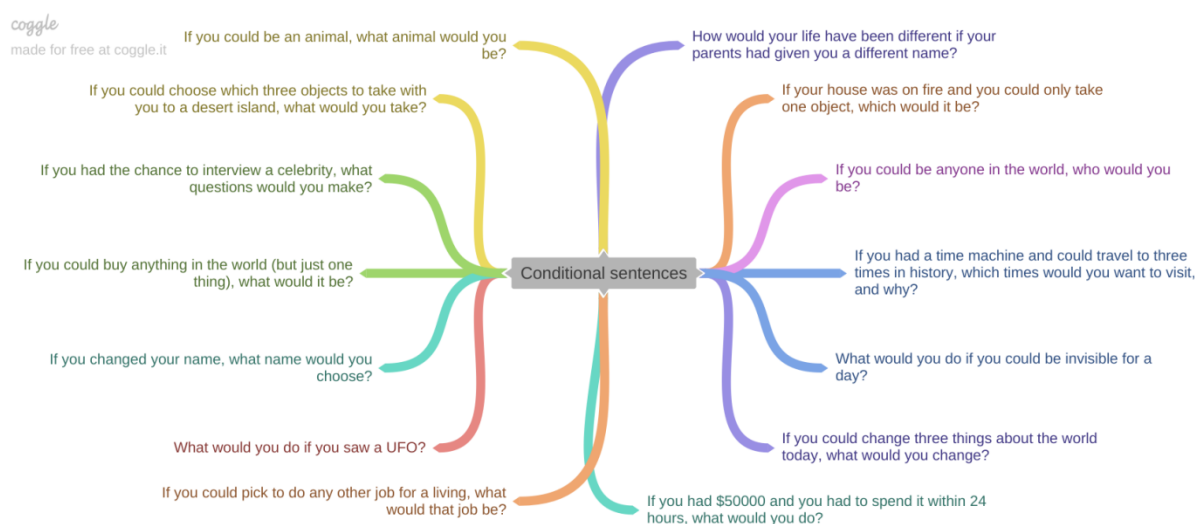 coggle
made for free at coggle.it
If you could be an animal, what animal would you
be?
If you could choose which three objects to take with
you to a desert island, what would you take?
If you had the chance to interview a celebrity, what
questions would you make?
If you could buy anything in the world (but just one
thing), what would it be?
If you changed your name, what name would you
choose?
What would you do if you saw a UFO?
If you could pick to do any other job for a living, what
would that job be?
Conditional sentences
How would your life have been different if your
parents had given you a different name?
If your house was on fire and you could only take
one object, which would it be?
If you could be anyone in the world, who would you
be?
If you had a time machine and could travel to three
times in history, which times would you want to visit,
and why?
What would you do if you could be invisible for a
day?
If you could change three things about the world
today, what would you change?
If you had $50000 and you had to spend it within 24
hours, what would you do?